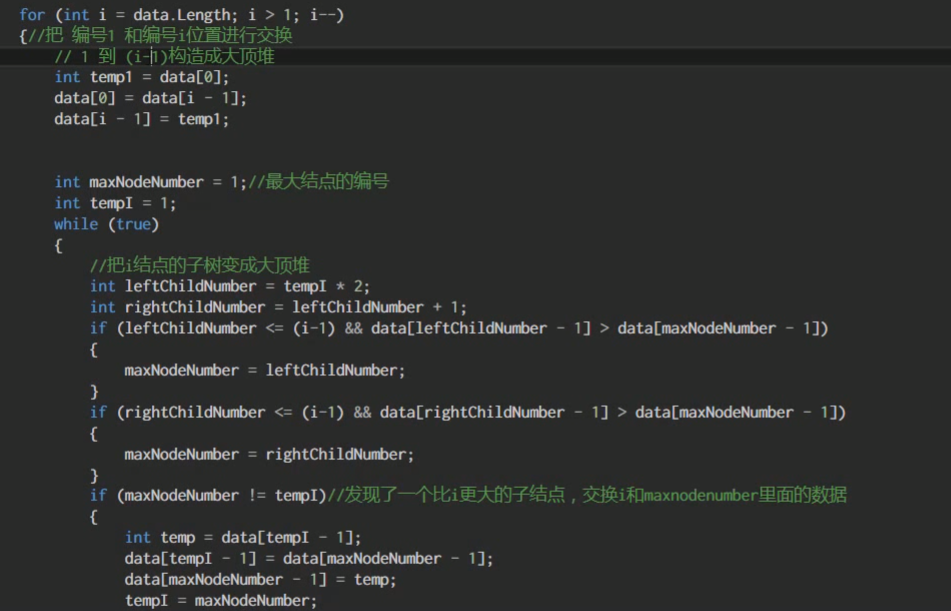 for (int i = data.Length; i > 1; i--)
{//把 编号1 和编号i位置进行交换
// 1 到 (i-1)构造成大顶堆
int temp1 = data[0];
data[0] = data[i - 1];
data[i - 1] = temp1;
int maxNodeNumber = 1;//最大结点的编号
int tempI = 1;
while (true)
{
//把i结点的子树变成大顶堆
int leftChildNumber = tempI * 2;
int rightChildNumber = leftChildNumber + 1;
if (leftChildNumber <= (i-1) && data[leftChildNumber - 1] > data[maxNodeNumber - 1])
{
maxNodeNumber = leftChildNumber;
}
if (rightChildNumber <= (i-1) && data[rightChildNumber - 1] > data[maxNodeNumber - 1])
{
maxNodeNumber = rightChildNumber;
}
if (maxNodeNumber != tempI)//发现了一个比i更大的子结点，交换i和maxnodenumber里面的数据
{
int temp = data[tempI - 1];
data[tempI - 1] = data[maxNodeNumber - 1];
data[maxNodeNumber - 1] = temp;
tempI = maxNodeNumber;